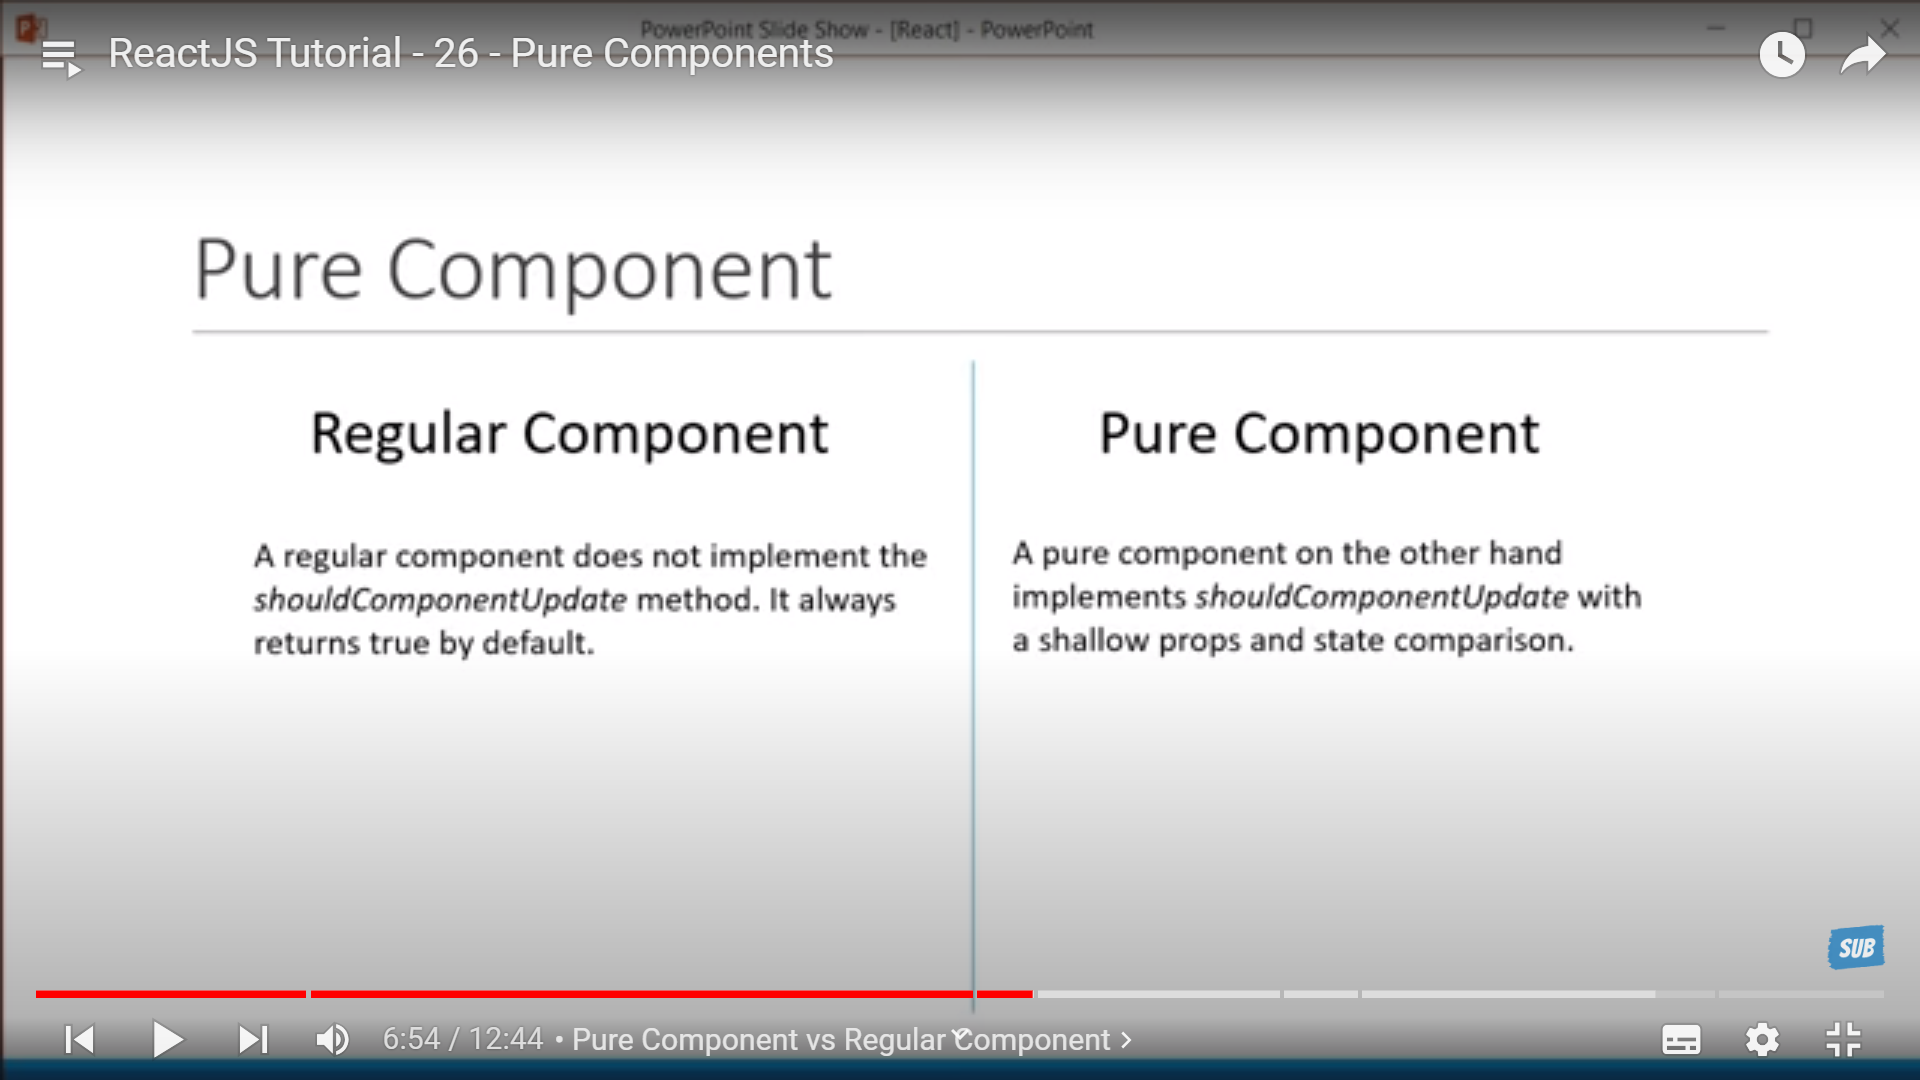 PowerPoint Slide Show - [React] - PowerPoint
ReactJS Tutorial - 26 - Pure Components
Pure Component
Regular Component
A regular component does not implement the
shouldComponentUpdate method. It always
returns true by default.
Pure Component
A pure component on the other hand
implements shouldComponentUpdate with
a shallow props and state comparison.
SUB
6:54 / 12:44 • Pure Component vs Regular Component